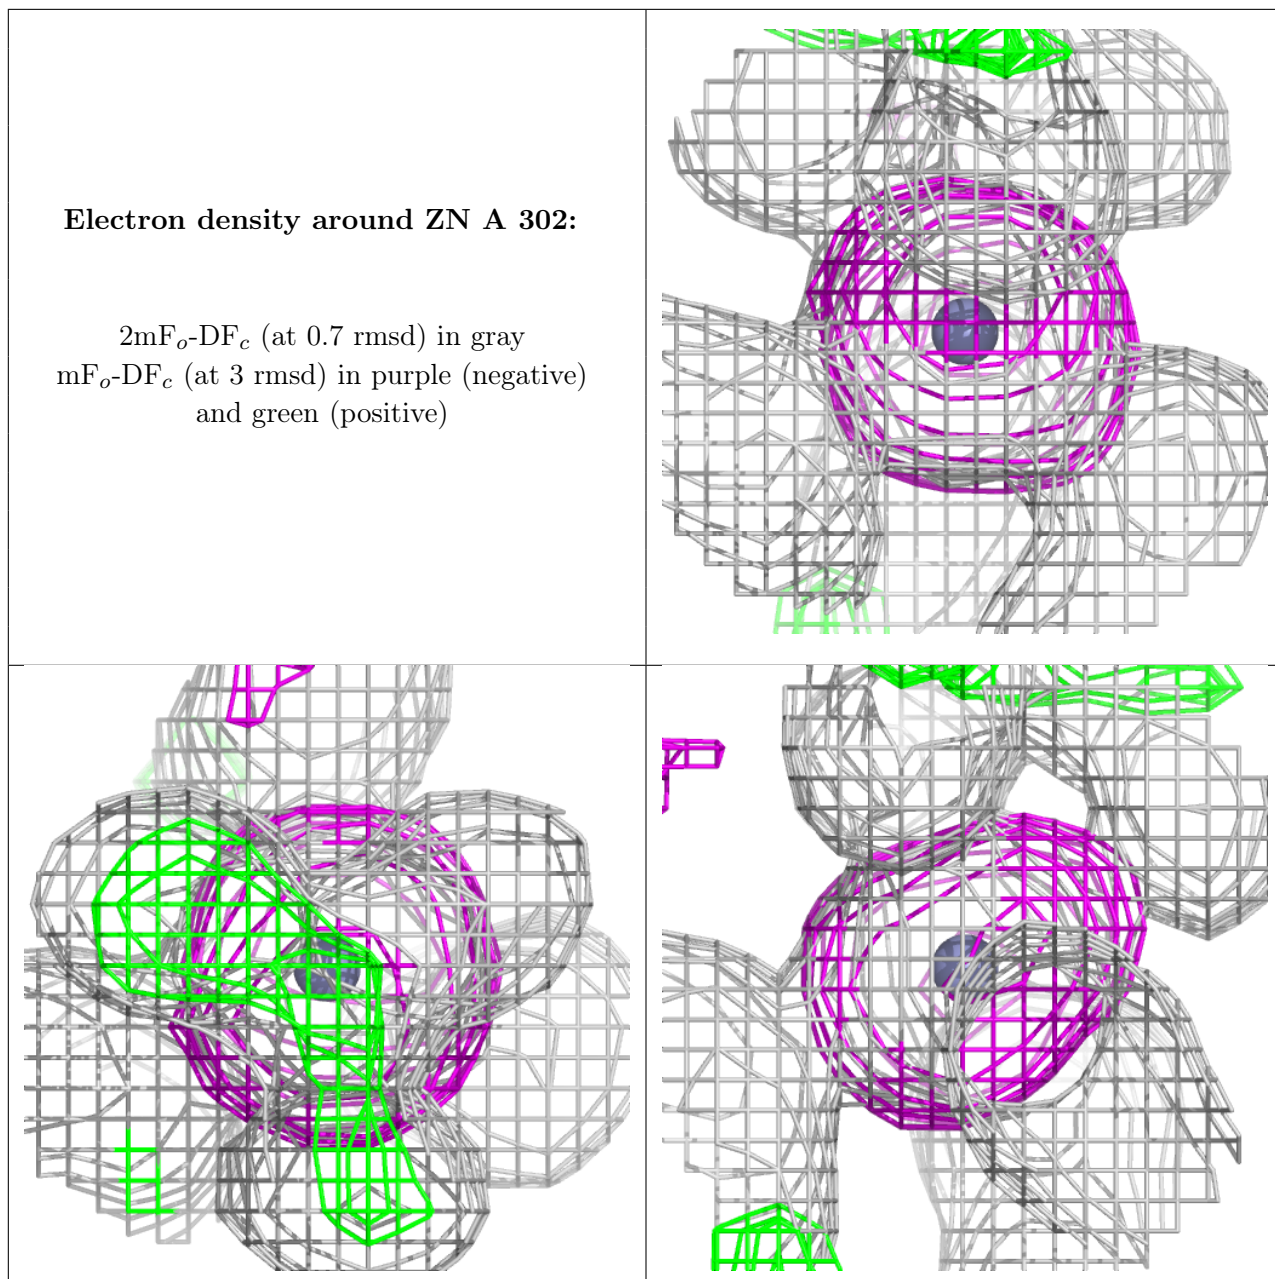 Electron density around ZN A 302:
2mFo-DFc (at 0.7 rmsd) in gray
mFo-DFc (at 3 rmsd) in purple (negative)
and green (positive)